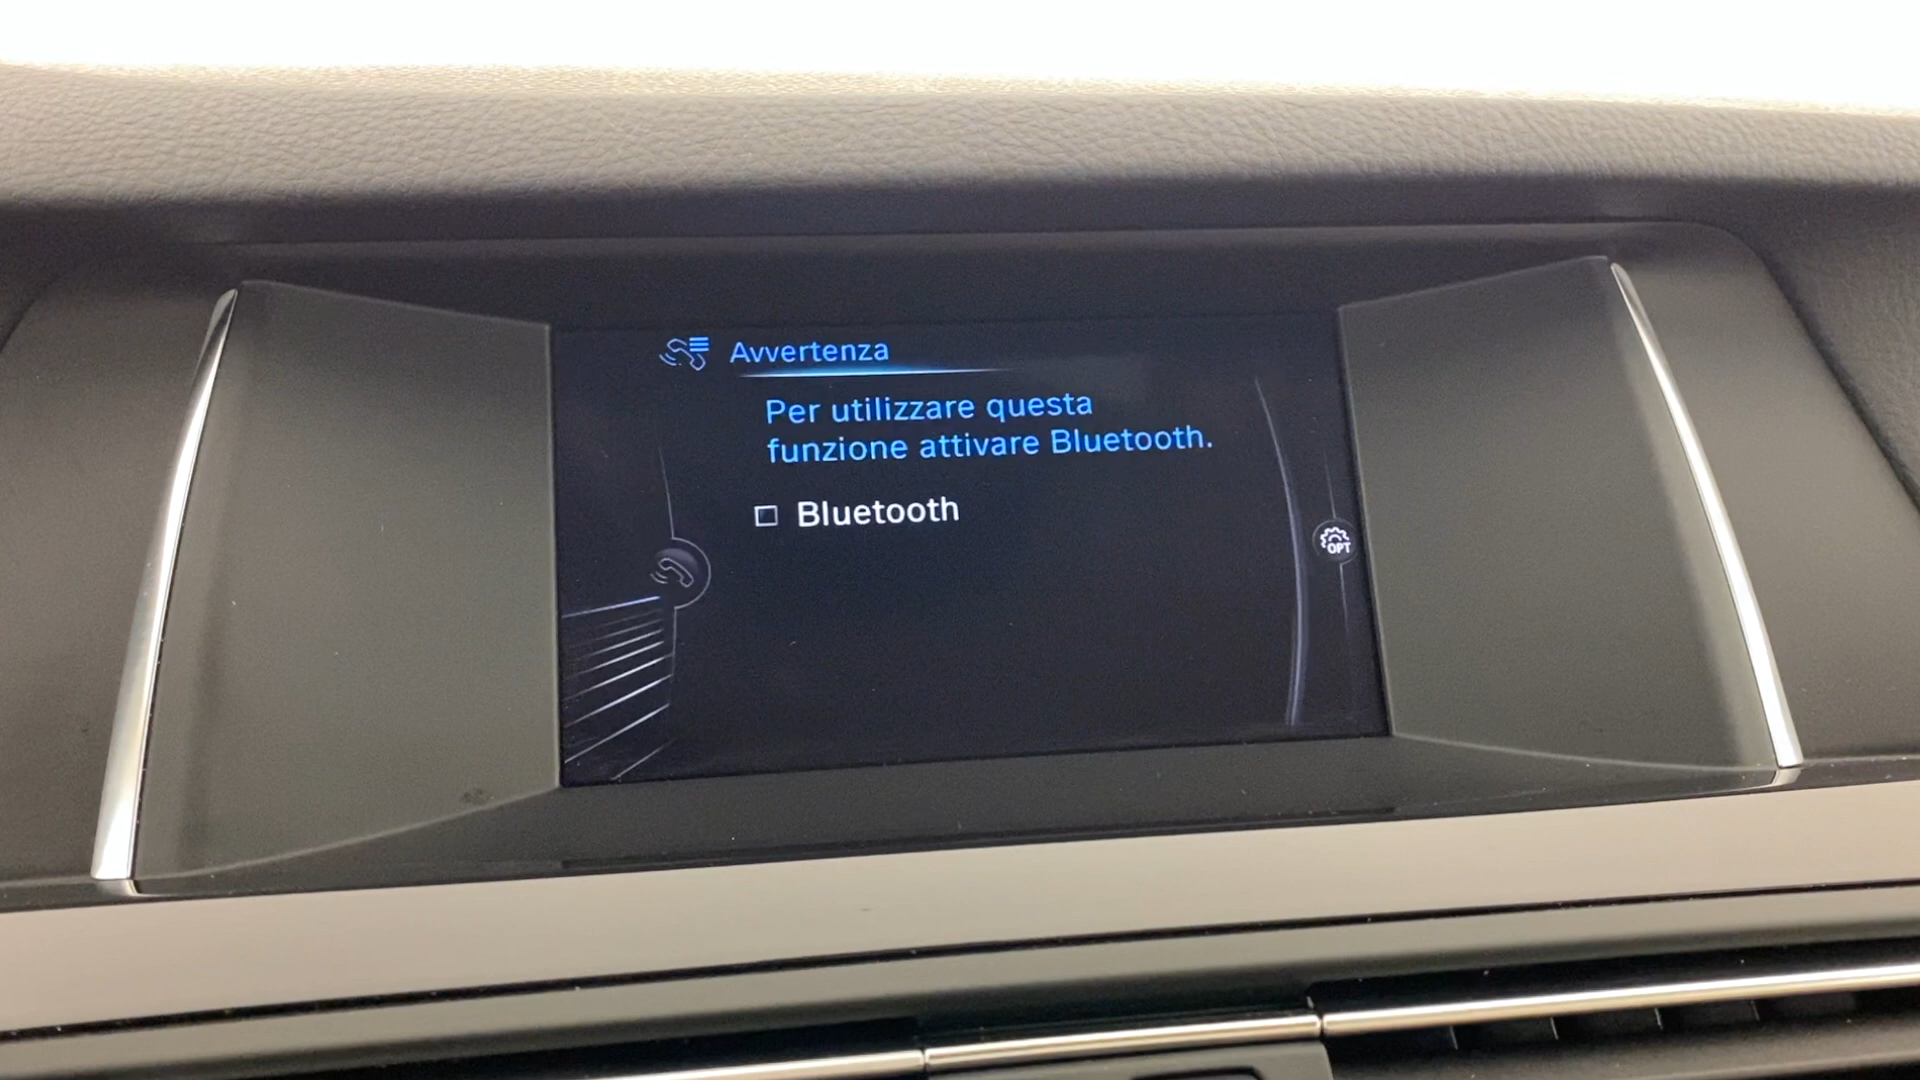 Avvertenza
Per utilizzare questa
funzione attivare Bluetooth.
Bluetooth
OPT